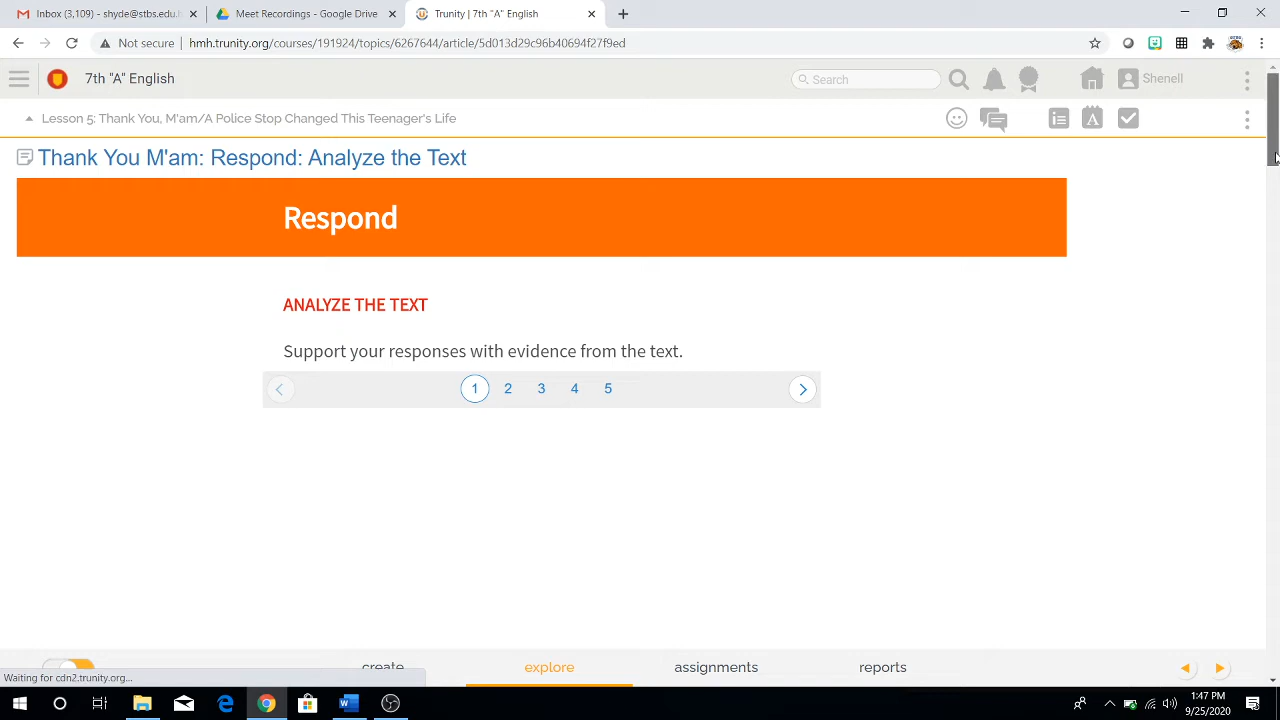 Inbox (3,109) - shyde@stbs.edu.
Meet Recordings - Google Drive
Trunity | 7th "A" English
Not secure
hmh.trunity.org/courses/191924/topics/6267644/article/5d013d29c96b40694f27f9ed
7th "A" English
Search
Shenell
Lesson 5: Thank You, M'am/A Police Stop Changed This Teenager's Life
Thank You M'am: Respond: Analyze the Text
Respond
ANALYZE THE TEXT
Support your responses with evidence from the text.
1 2 3 4 5
create explore assignments reports
Waiting for cdn2.trunity.org...
1:47 PM
9/25/2020